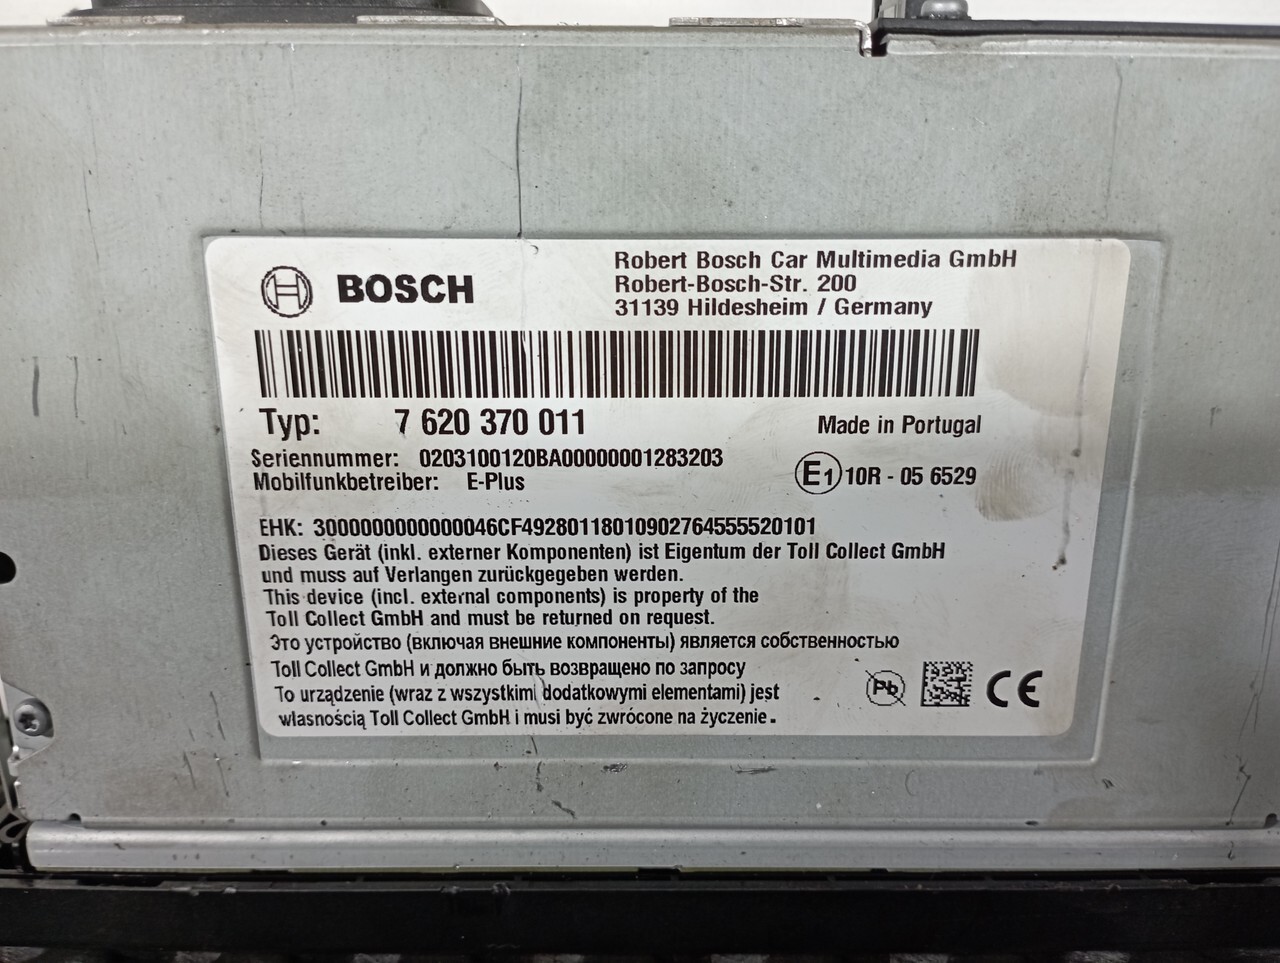 BOSCH
Robert Bosch Car Multimedia GmbH
Robert-Bosch-Str. 200
31139 Hildesheim / Germany
Typ: 7 620 370 011
Made in Portugal
Seriennummer: 0203100120BA00000001283203
Mobilfunkbetreiber: E-Plus
E1 10R - 05 6529
EHK: 3000000000000046CF49280118010902764555520101
Dieses Gerät (inkl. externer Komponenten) ist Eigentum der Toll Collect GmbH
und muss auf Verlangen zurückgegeben werden.
This device (incl. external components) is property of the
Toll Collect GmbH and must be returned on request.
Это устройство (включая внешние компоненты) является собственностью
Toll Collect GmbH и должно быть возвращено по запросу
To urządzenie (wraz z wszystkimi dodatkowymi elementami) jest
własnością Toll Collect GmbH i musi być zwrócone na życzenie.
Pb
CE